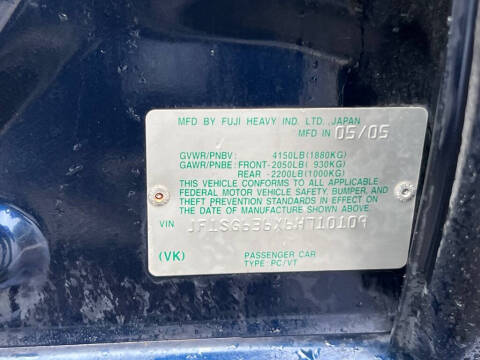 MFD BY FUJI HEAVY IND. LTD. ,JAPAN
MFD IN 05/05
GVWR/PNBV: 4150LB(1880KG)
GAWR/PNBE: FRONT-2050LB( 930KG)
REAR -2200LB(1000KG)
THIS VEHICLE CONFORMS TO ALL APPLICABLE
FEDERAL MOTOR VEHICLE SAFETY, BUMPER, AND
THEFT PREVENTION STANDARDS IN EFFECT ON
THE DATE OF MANUFACTURE SHOWN ABOVE.
VIN JF1SG636X6H710109
(VK) PASSENGER CAR
TYPE: PC/VT